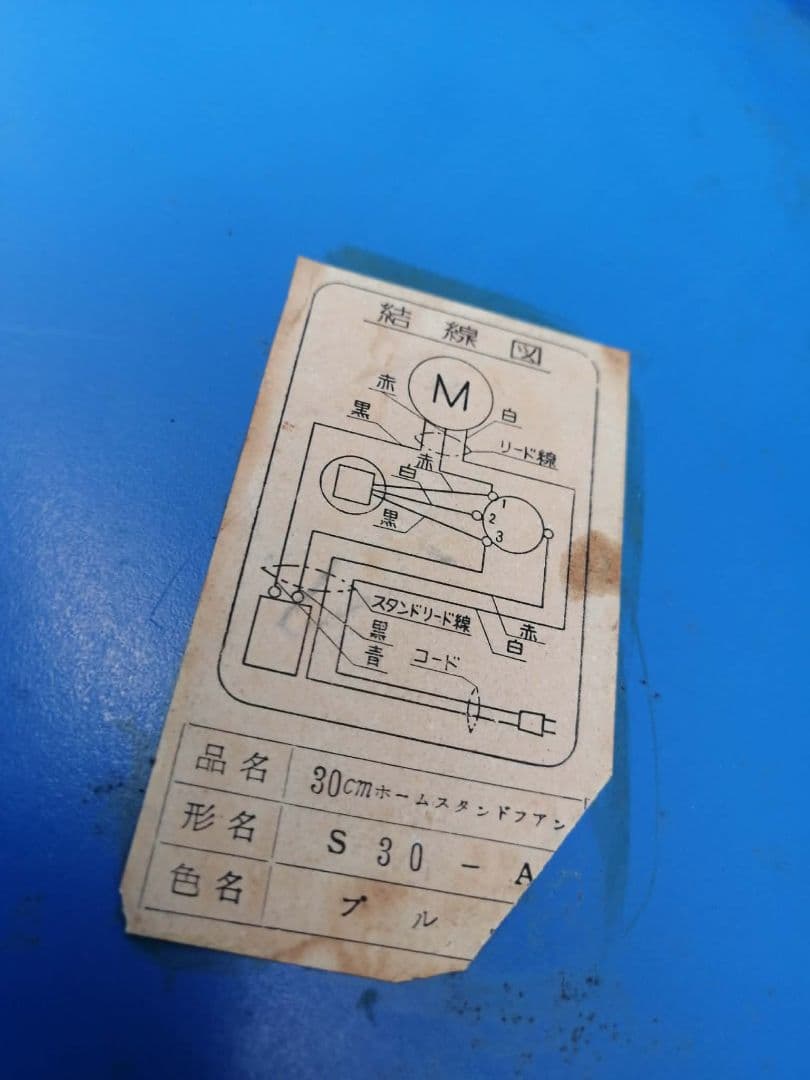 結線図
M
赤
白
黒
リード線
赤
白
1
2
3
黒
スタンドリード線
赤
黒
白
青
コード
品名 30cmホームスタンドフアン
形名 S30-A
色名 ブル